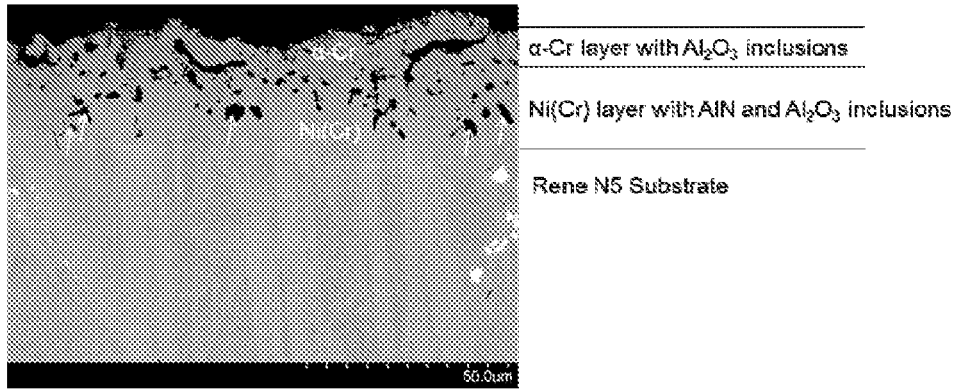 α-Cr
α-Cr layer with Al₂O₃ inclusions
Ni(Cr)
Ni(Cr) layer with AlN and Al₂O₃ inclusions
Rene N5 Substrate
50.0um